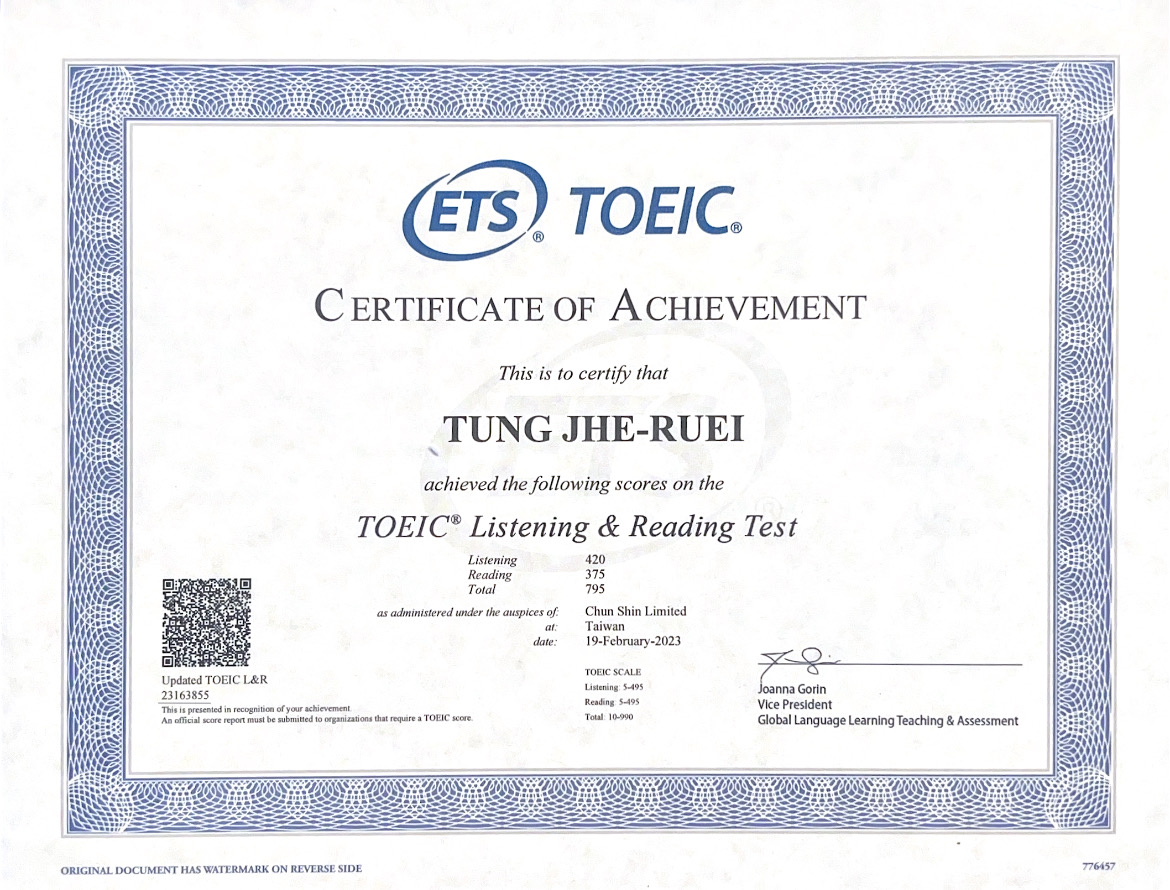 ETS® TOEIC®
CERTIFICATE OF ACHIEVEMENT
This is to certify that
TUNG JHE-RUEI
achieved the following scores on the
TOEIC® Listening & Reading Test
Listening 420
Reading 375
Total 795
as administered under the auspices of: Chun Shin Limited
at: Taiwan
date: 19-February-2023
TOEIC SCALE
Listening: 5-495
Reading: 5-495
Total: 10-990
Updated TOEIC L&R
23163855
This is presented in recognition of your achievement.
An official score report must be submitted to organizations that require a TOEIC score.
Joanna Gorin
Vice President
Global Language Learning Teaching & Assessment
ORIGINAL DOCUMENT HAS WATERMARK ON REVERSE SIDE
776457